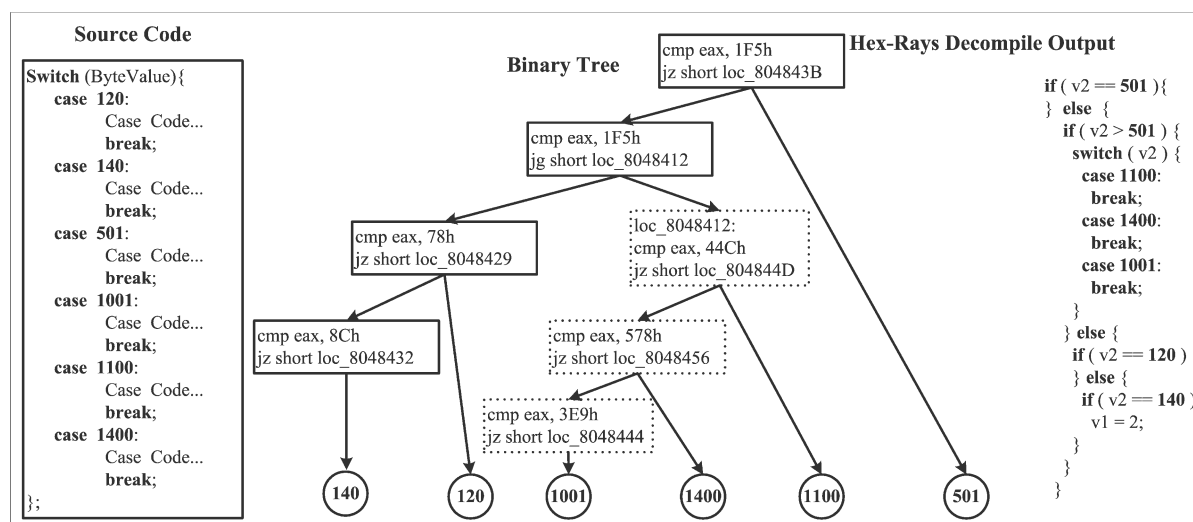 Source Code
Switch (ByteValue){
case 120:
Case Code...
break;
case 140:
Case Code...
break;
case 501:
Case Code...
break;
case 1001:
Case Code...
break;
case 1100:
Case Code...
break;
case 1400:
Case Code...
break;
};
Binary Tree
cmp eax, 1F5h
jz short loc_804843B
cmp eax, 1F5h
jg short loc_8048412
cmp eax, 78h
jz short loc_8048429
loc_8048412:
cmp eax, 44Ch
jz short loc_804844D
cmp eax, 8Ch
jz short loc_8048432
cmp eax, 578h
jz short loc_8048456
cmp eax, 3E9h
jz short loc_8048444
140
120
1001
1400
1100
501
Hex-Rays Decompile Output
if ( v2 == 501 ){
} else {
if ( v2 > 501 ) {
switch ( v2 ) {
case 1100:
break;
case 1400:
break;
case 1001:
break;
}
} else {
if ( v2 == 120 )
} else {
if ( v2 == 140 )
v1 = 2;
}
}
}